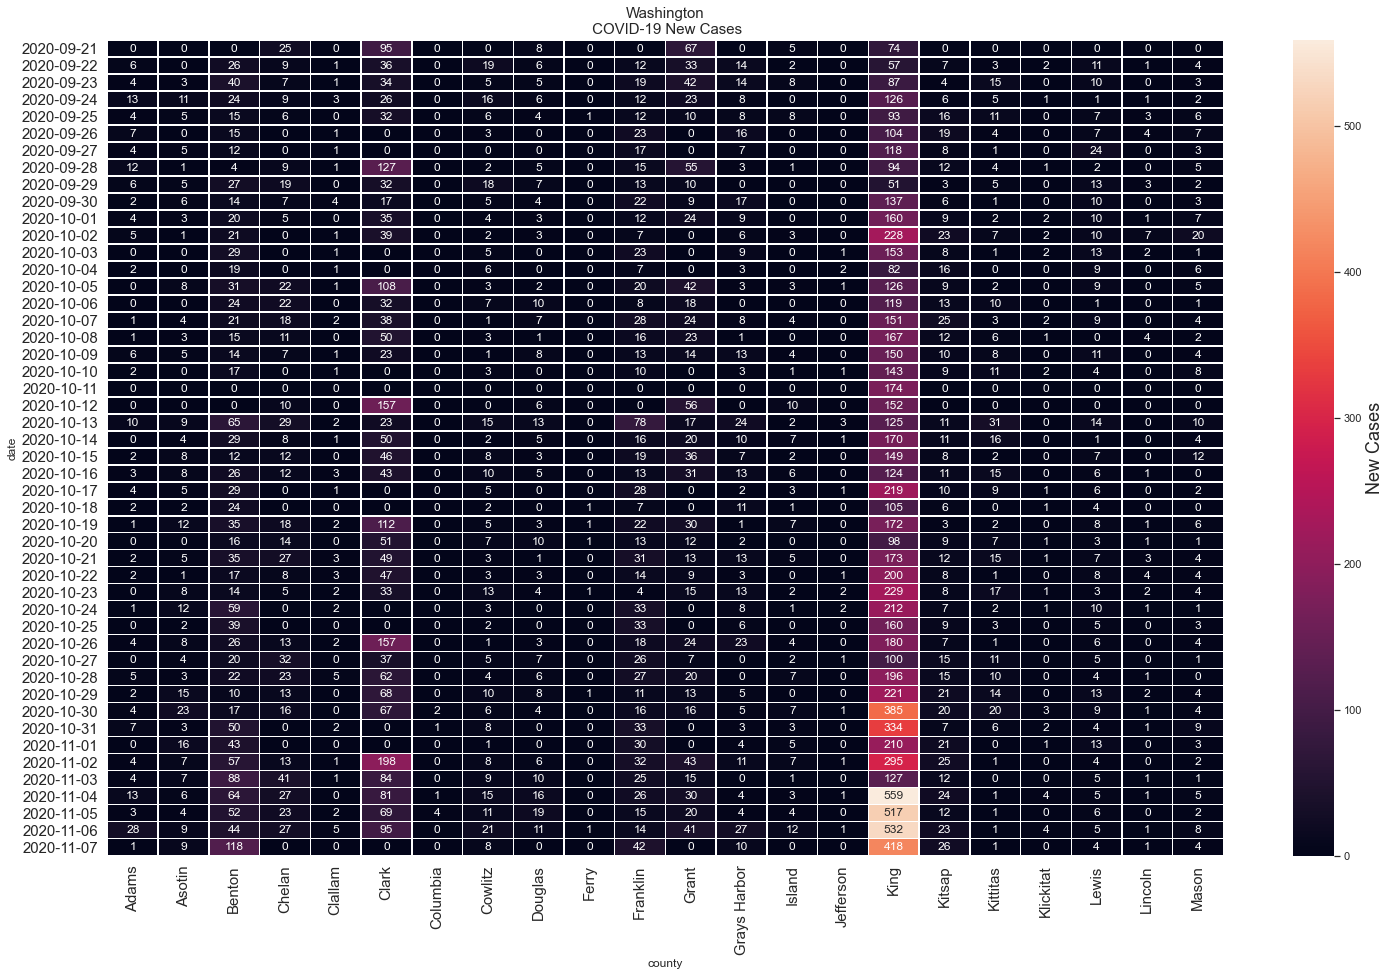 Washington
COVID-19 New Cases
2020-09-21 0 0 0 25 0 95 0 0 8 0 0 67 0 5 0 74 0 0 0 0 0 0
2020-09-22 6 0 26 9 1 36 0 19 6 0 12 33 14 2 0 57 7 3 2 11 1 4
2020-09-23 4 3 40 7 1 34 0 5 5 0 19 42 14 8 0 87 4 15 0 10 0 3
2020-09-24 13 11 24 9 3 26 0 16 6 0 12 23 8 0 0 126 6 5 1 1 1 2
2020-09-25 4 5 15 6 0 32 0 6 4 1 12 10 8 8 0 93 16 11 0 7 3 6
2020-09-26 7 0 15 0 1 0 0 3 0 0 23 0 16 0 0 104 19 4 0 7 4 7
2020-09-27 4 5 12 0 1 0 0 0 0 0 17 0 7 0 0 118 8 1 0 24 0 3
2020-09-28 12 1 4 9 1 127 0 2 5 0 15 55 3 1 0 94 12 4 1 2 0 5
2020-09-29 6 5 27 19 0 32 0 18 7 0 13 10 0 0 0 51 3 5 0 13 3 2
2020-09-30 2 6 14 7 4 17 0 5 4 0 22 9 17 0 0 137 6 1 0 10 0 3
2020-10-01 4 3 20 5 0 35 0 4 3 0 12 24 9 0 0 160 9 2 2 10 1 7
2020-10-02 5 1 21 0 1 39 0 2 3 0 7 0 6 3 0 228 23 7 2 10 7 20
2020-10-03 0 0 29 0 1 0 0 5 0 0 23 0 9 0 1 153 8 1 2 13 2 1
2020-10-04 2 0 19 0 1 0 0 6 0 0 7 0 3 0 2 82 16 0 0 9 0 6
2020-10-05 0 8 31 22 1 108 0 3 2 0 20 42 3 3 1 126 9 2 0 9 0 5
2020-10-06 0 0 24 22 0 32 0 7 10 0 8 18 0 0 0 119 13 10 0 1 0 1
2020-10-07 1 4 21 18 2 38 0 1 7 0 28 24 8 4 0 151 25 3 2 9 0 4
2020-10-08 1 3 15 11 0 50 0 3 1 0 16 23 1 0 0 167 12 6 1 0 4 2
2020-10-09 6 5 14 7 1 23 0 1 8 0 13 14 13 4 0 150 10 8 0 11 0 4
2020-10-10 2 0 17 0 1 0 0 3 0 0 10 0 3 1 1 143 9 11 2 4 0 8
2020-10-11 0 0 0 0 0 0 0 0 0 0 0 0 0 0 0 174 0 0 0 0 0 0
2020-10-12 0 0 0 10 0 157 0 0 6 0 0 56 0 10 0 152 0 0 0 0 0 0
2020-10-13 10 9 65 29 2 23 0 15 13 0 78 17 24 2 3 125 11 31 0 14 0 10
2020-10-14 0 4 29 8 1 50 0 2 5 0 16 20 10 7 1 170 11 16 0 1 0 4
2020-10-15 2 8 12 12 0 46 0 8 3 0 19 36 7 2 0 149 8 2 0 7 0 12
2020-10-16 3 8 26 12 3 43 0 10 5 0 13 31 13 6 0 124 11 15 0 6 1 0
2020-10-17 4 5 29 0 1 0 0 5 0 0 28 0 2 3 1 219 10 9 1 6 0 2
2020-10-18 2 2 24 0 0 0 0 2 0 1 7 0 11 1 0 105 6 0 1 4 0 0
2020-10-19 1 12 35 18 2 112 0 5 3 1 22 30 1 7 0 172 3 2 0 8 1 6
2020-10-20 0 0 16 14 0 51 0 7 10 1 13 12 2 0 0 98 9 7 1 3 1 1
2020-10-21 2 5 35 27 3 49 0 3 1 0 31 13 13 5 0 173 12 15 1 7 3 4
2020-10-22 2 1 17 8 3 47 0 3 3 0 14 9 3 0 1 200 8 1 0 8 4 4
2020-10-23 0 8 14 5 2 33 0 13 4 1 4 15 13 2 2 229 8 17 1 3 2 4
2020-10-24 1 12 59 0 2 0 0 3 0 0 33 0 8 1 2 212 7 2 1 10 1 1
2020-10-25 0 2 39 0 0 0 0 2 0 0 33 0 6 0 0 160 9 3 0 5 0 3
2020-10-26 4 8 26 13 2 157 0 1 3 0 18 24 23 4 0 180 7 1 0 6 0 4
2020-10-27 0 4 20 32 0 37 0 5 7 0 26 7 0 2 1 100 15 11 0 5 0 1
2020-10-28 5 3 22 23 5 62 0 4 6 0 27 20 0 7 0 196 15 10 0 4 1 0
2020-10-29 2 15 10 13 0 68 0 10 8 1 11 13 5 0 0 221 21 14 0 13 2 4
2020-10-30 4 23 17 16 0 67 2 6 4 0 16 16 5 7 1 385 20 20 3 9 1 4
2020-10-31 7 3 50 0 2 0 1 8 0 0 33 0 3 3 0 334 7 6 2 4 1 9
2020-11-01 0 16 43 0 0 0 0 1 0 0 30 0 4 5 0 210 21 0 1 13 0 3
2020-11-02 4 7 57 13 1 198 0 6 6 0 32 43 11 7 1 295 25 1 0 4 0 2
2020-11-03 4 7 88 41 1 84 0 9 10 0 25 15 0 1 0 127 12 0 0 5 1 1
2020-11-04 13 6 64 27 0 81 1 15 16 0 26 30 4 3 1 559 24 1 4 5 1 5
2020-11-05 3 4 52 23 2 69 4 11 19 0 15 20 4 4 0 517 12 1 0 6 0 2
2020-11-06 28 9 44 27 5 95 0 21 11 1 14 41 27 12 1 532 23 1 4 5 1 8
2020-11-07 1 9 118 0 0 0 0 8 0 0 42 0 10 0 0 418 26 1 0 4 1 4
date
Adams Asotin Benton Chelan Clallam Clark Columbia Cowlitz Douglas Ferry Franklin Grant Grays Harbor Island Jefferson King Kitsap Kittitas Klickitat Lewis Lincoln Mason
county
500
400
300
200
100
0
New Cases